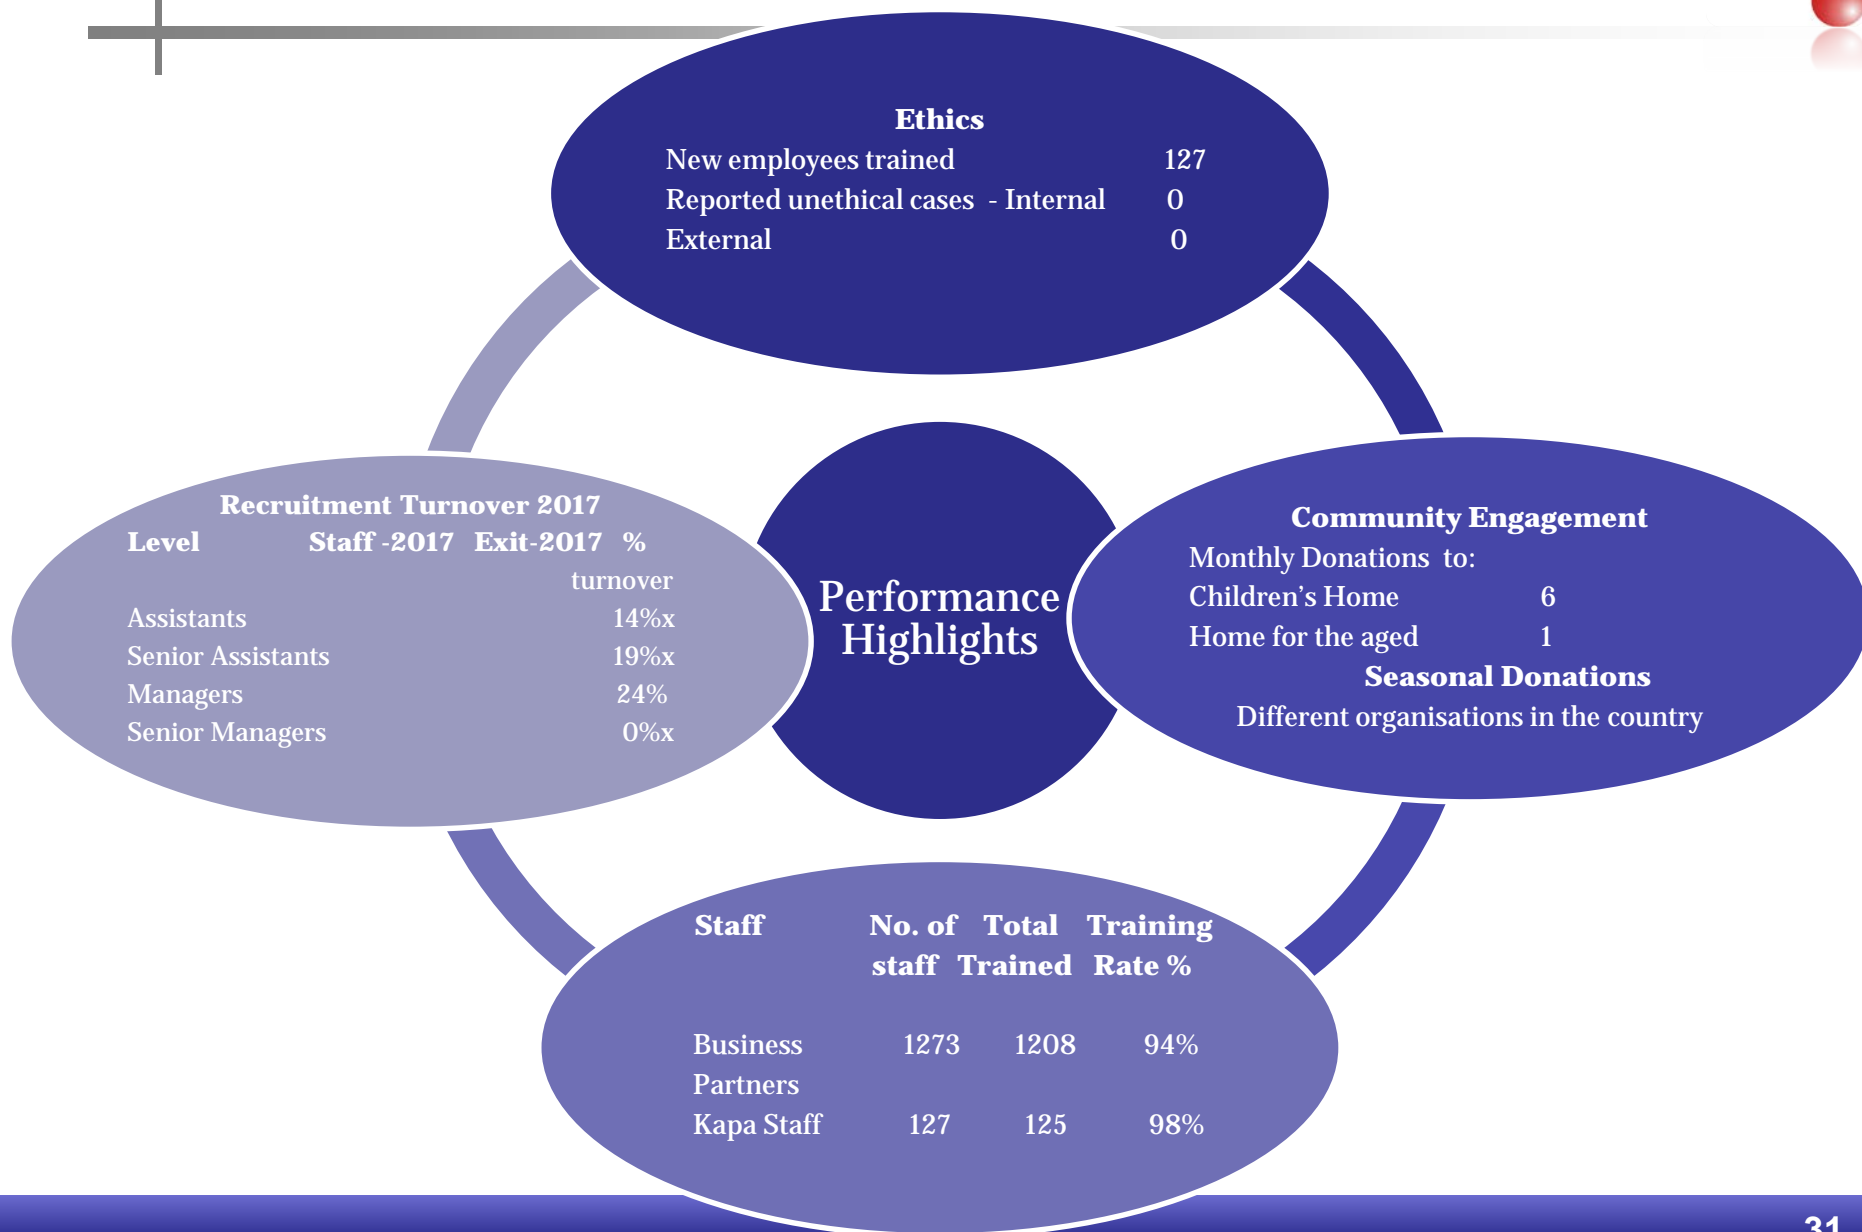 Ethics
New employees trained 127
Reported unethical cases - Internal 0
External 0
Recruitment Turnover 2017
Level Staff -2017 Exit-2017 %
turnover
Assistants 14%x
Senior Assistants 19%x
Managers 24%
Senior Managers 0%x
Performance
Highlights
Community Engagement
Monthly Donations to:
Children's Home 6
Home for the aged 1
Seasonal Donations
Different organisations in the country
Staff No. of Total Training
staff Trained Rate %
Business 1273 1208 94%
Partners
Kapa Staff 127 125 98%
31